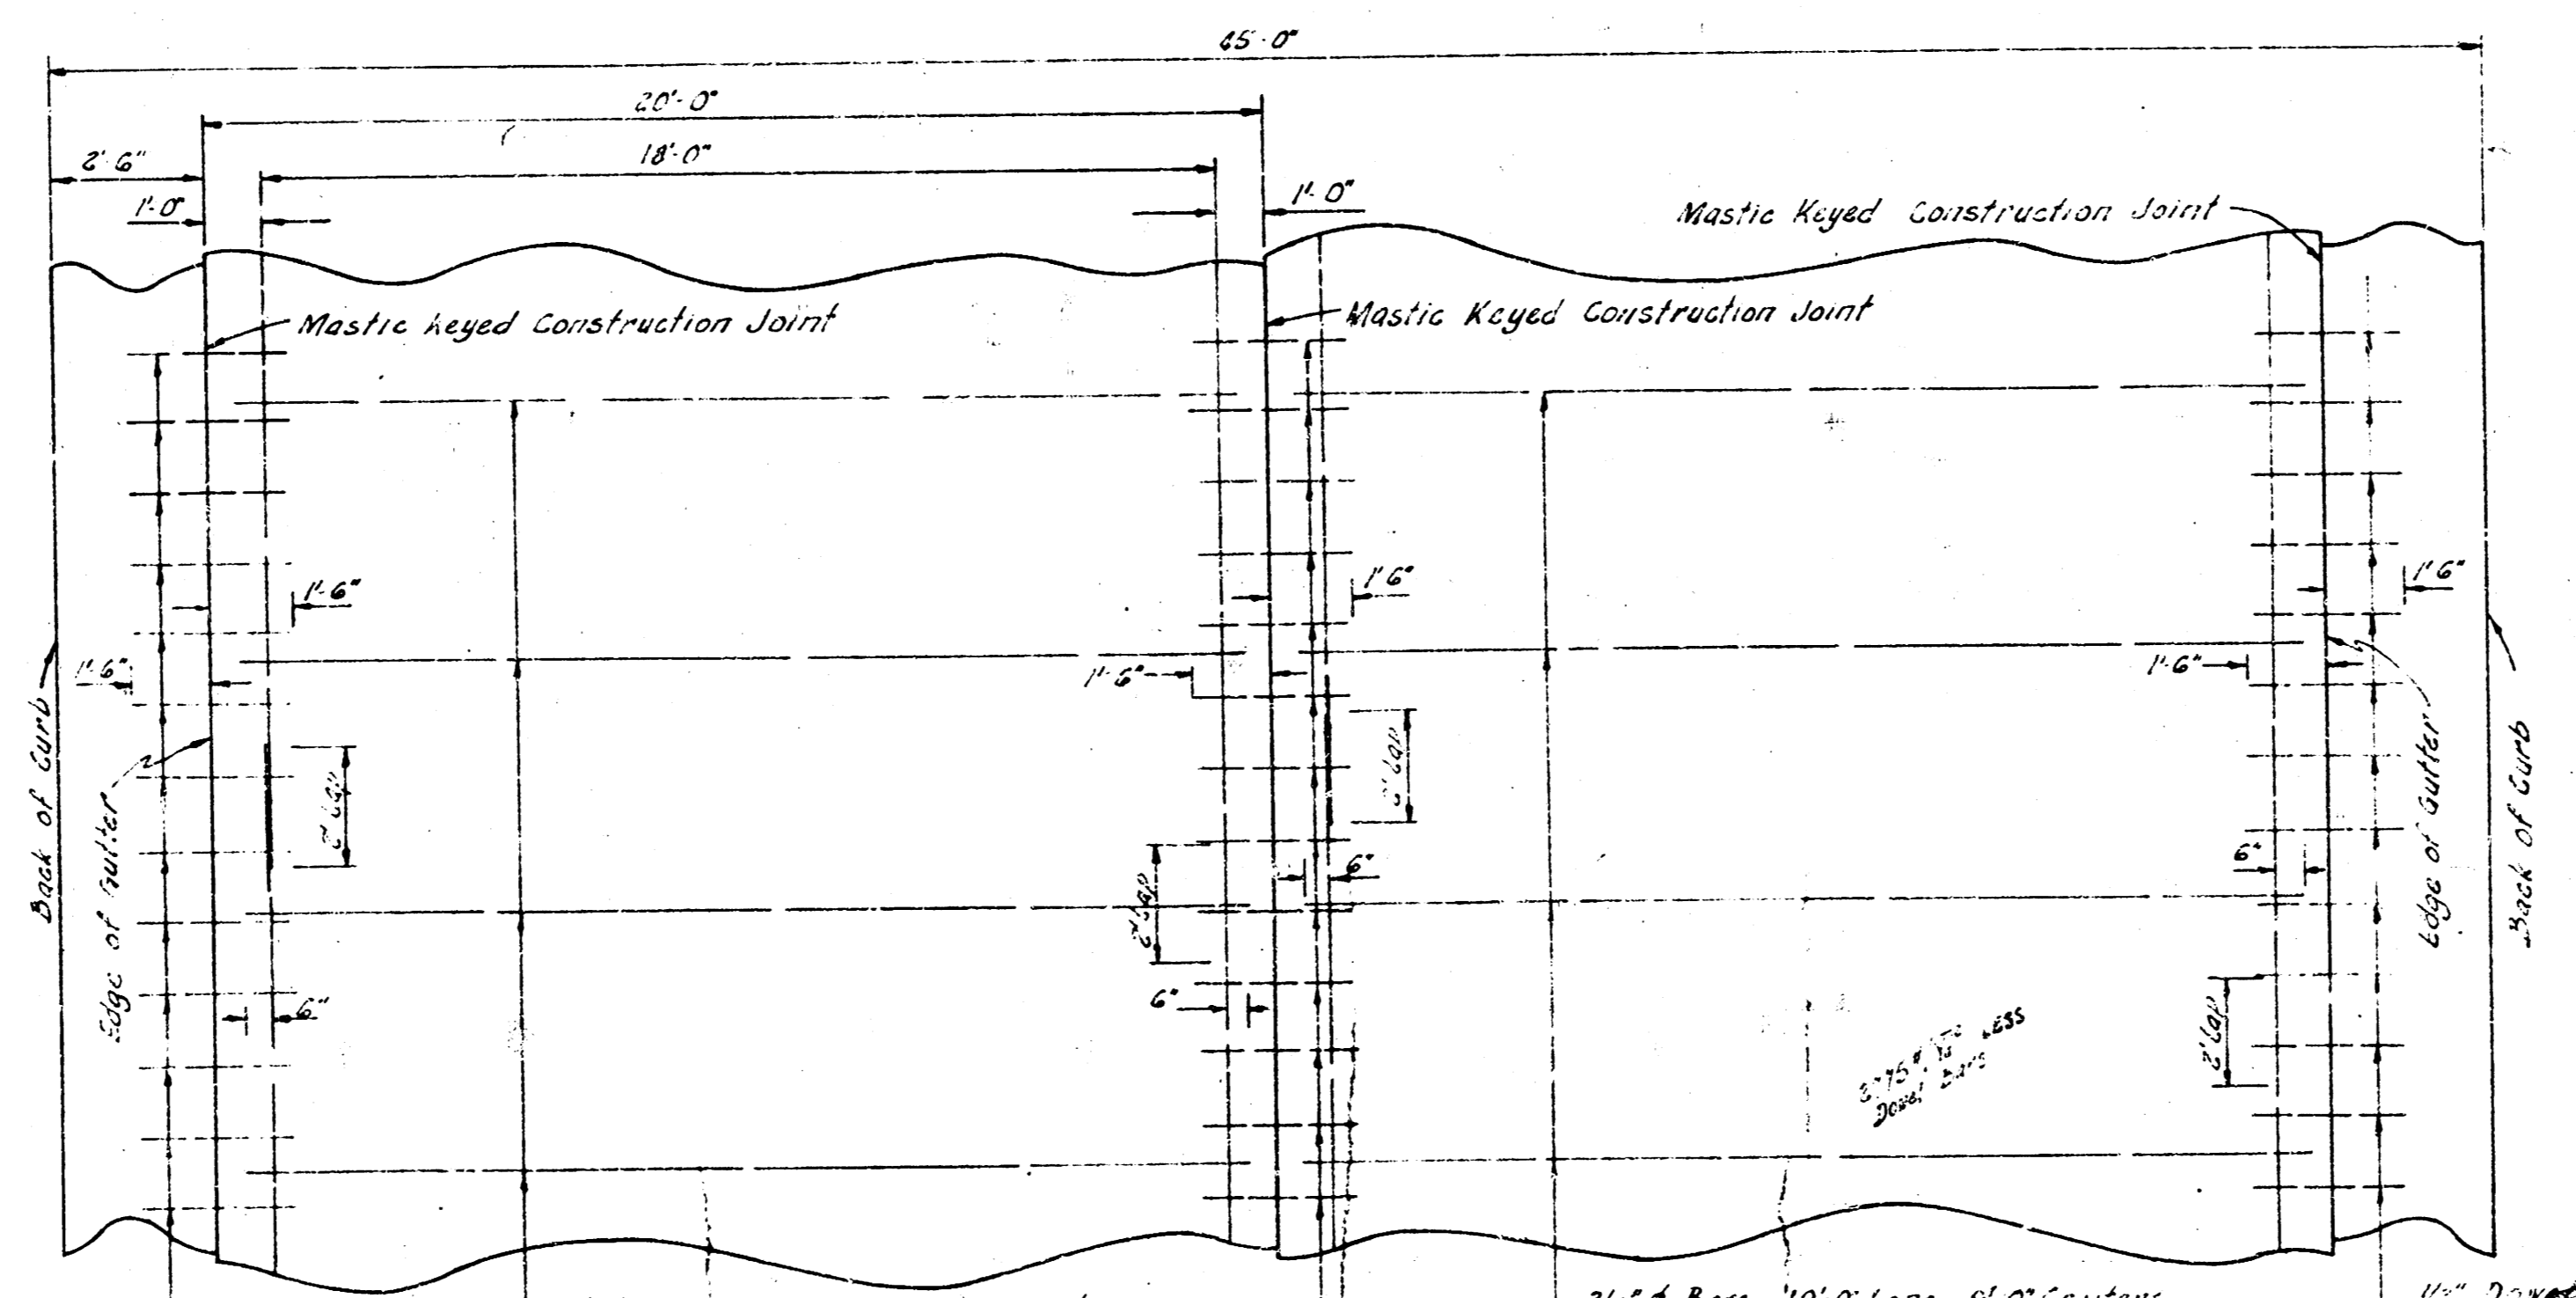 45'-0"
20'-0"
18'-0"
2'-6"
1'-0"
1'-0"
Mastic Keyed Construction Joint
Mastic Keyed Construction Joint
Mastic Keyed Construction Joint
1'-6"
1'6"
1'6"
1'-6"
1'-6"
1'-6"
Back of Curb
Edge of Gutter
2' Lap
2' Lap
2' Lap
6"
6"
6"
6"
2' Lap
Edge of Gutter
Back of Curb
LESS
Dowel Bars